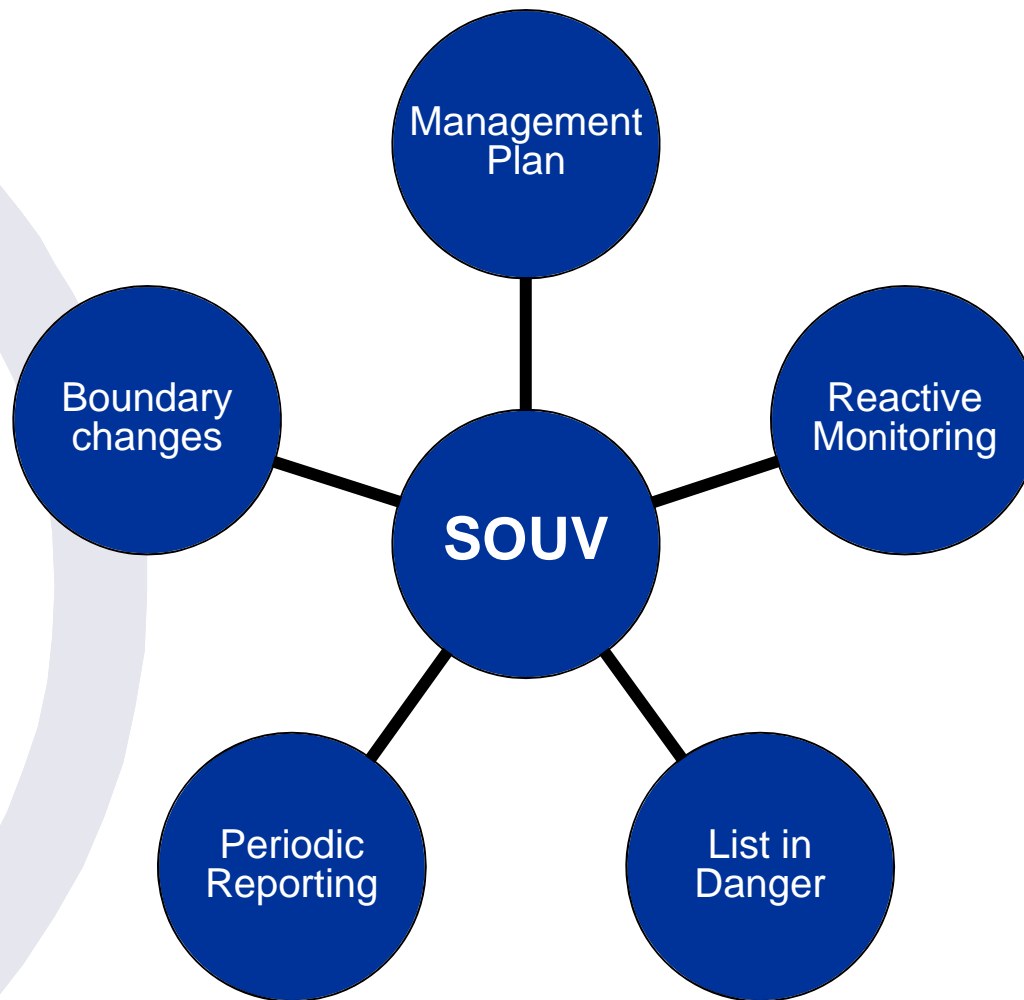 Management
Plan
Boundary
changes
Reactive
Monitoring
SOUV
Periodic
Reporting
List in
Danger